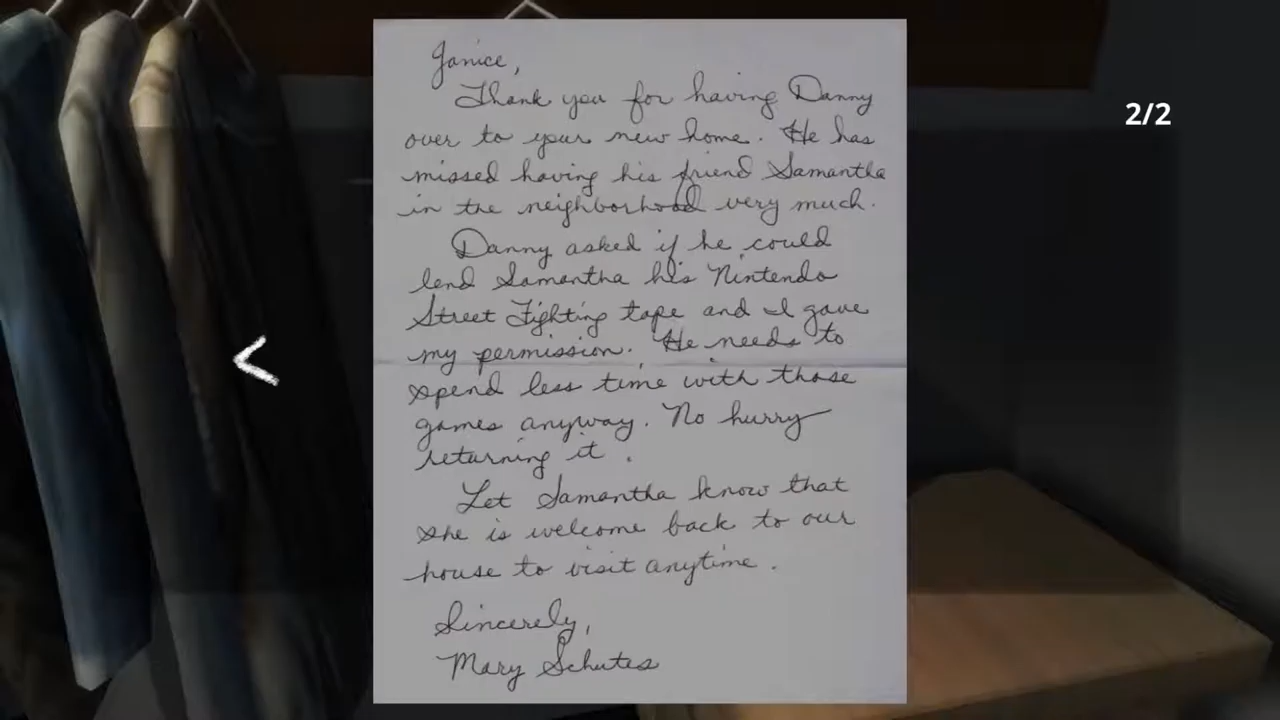 Janice,
Thank you for having Danny
over to your new home. He has
missed having his friend Samantha
in the neighborhood very much.
Danny asked if he could
lend Samantha his Nintendo
Street Fighting tape and I gave
my permission. He needs to
spend less time with those
games anyway. No hurry
returning it.
Let Samantha know that
she is welcome back to our
house to visit anytime.
Sincerely,
Mary Schutes
2/2